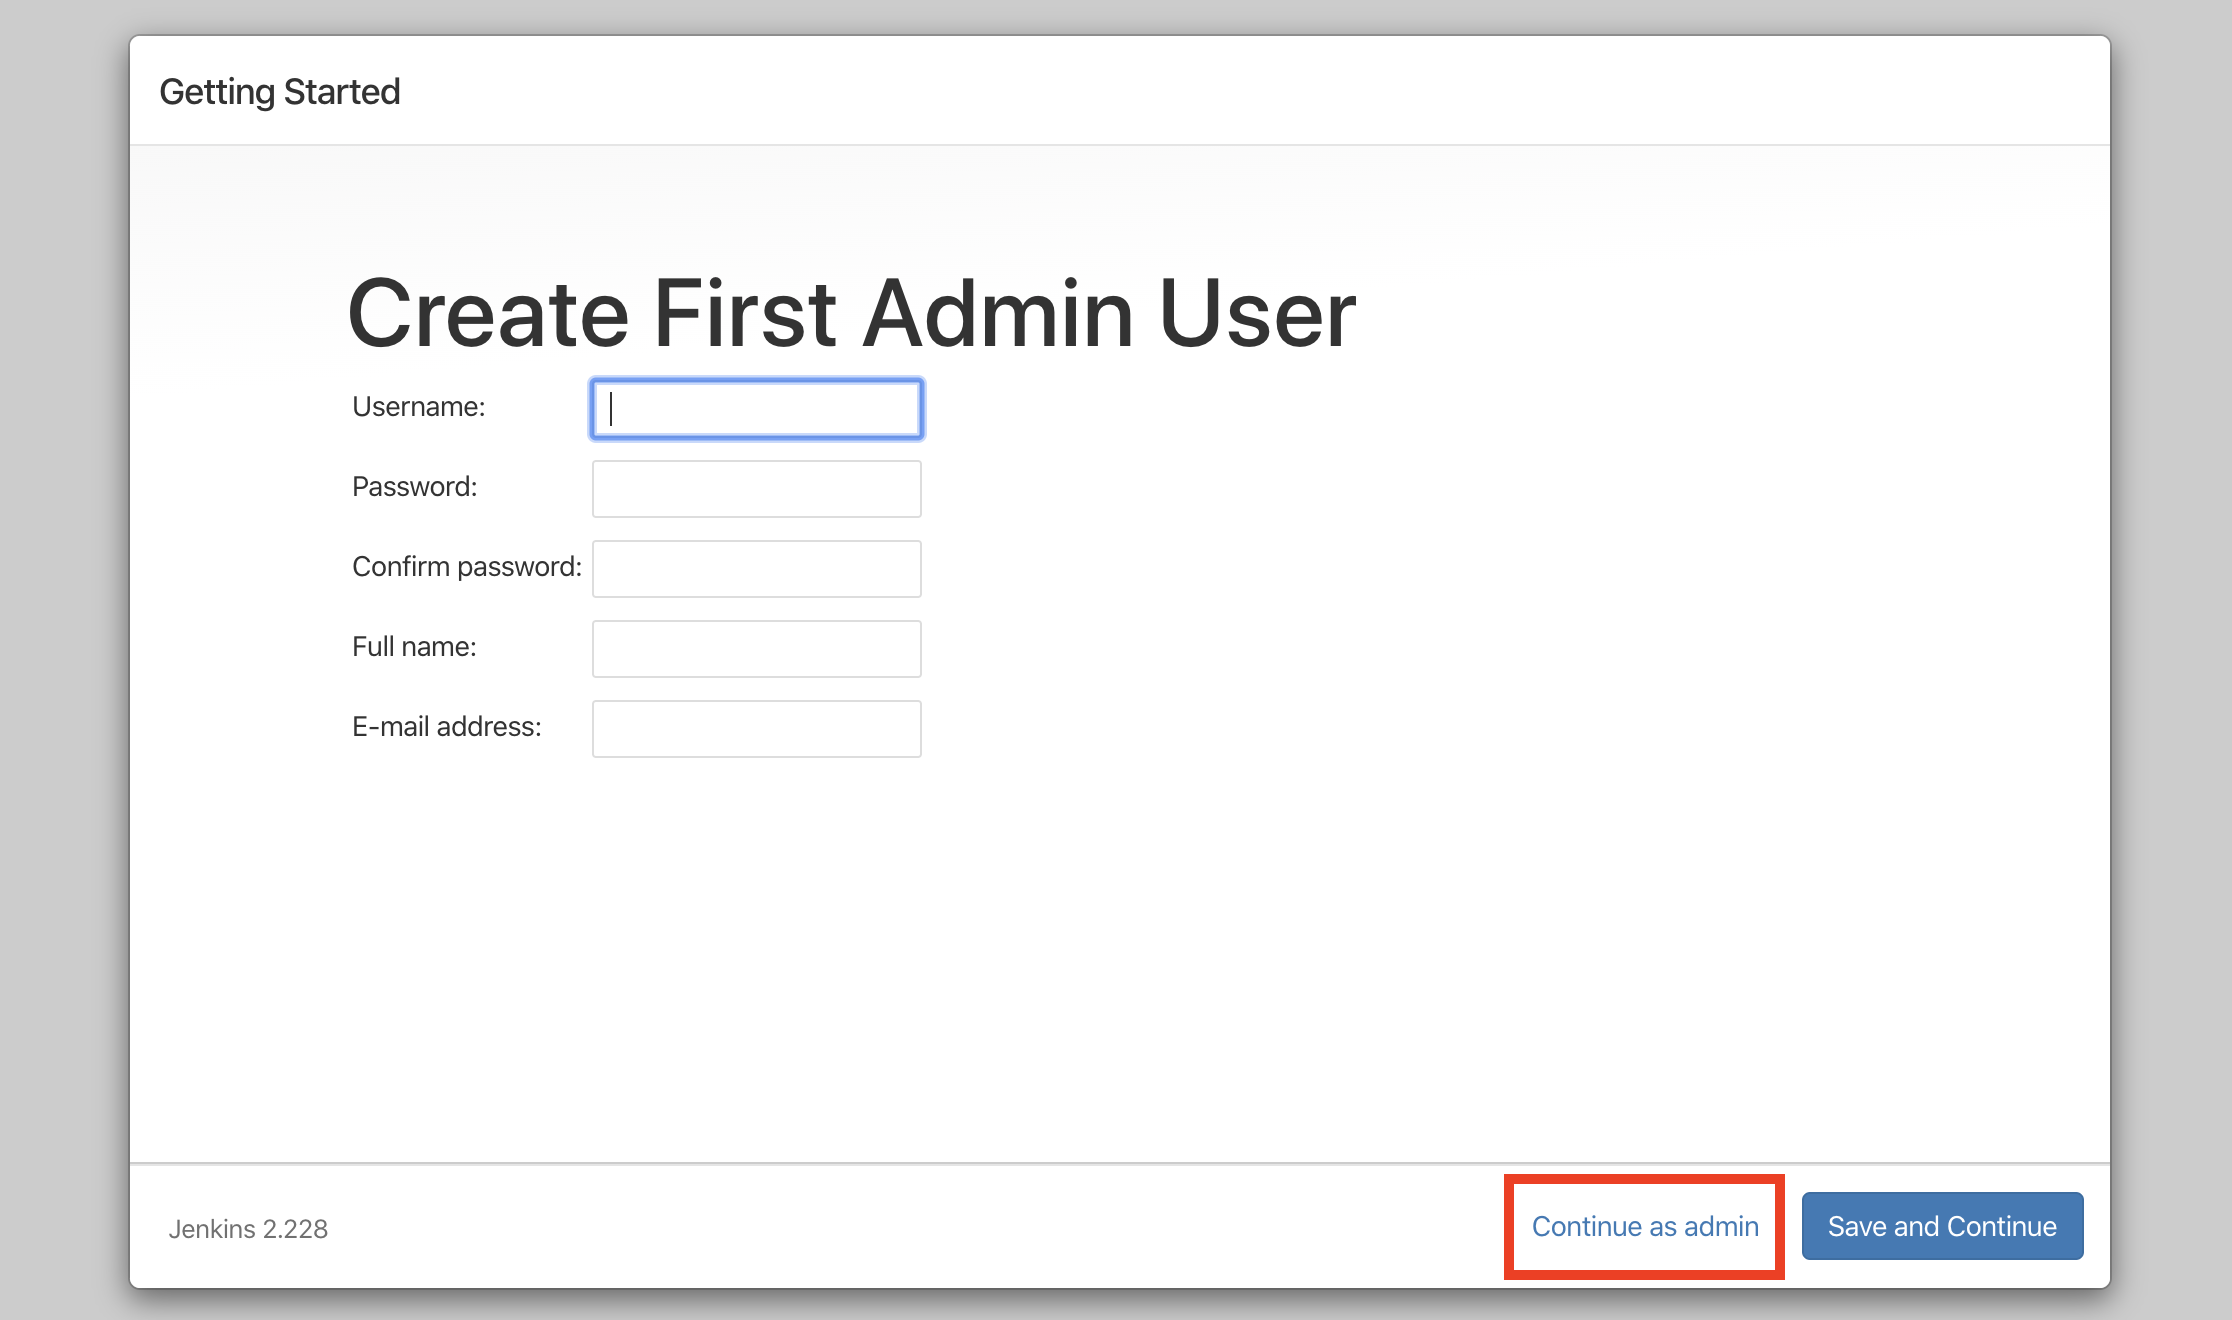 Getting Started
Create First Admin User
Username:
Password:
Confirm password:
Full name:
E-mail address:
Jenkins 2.228
Continue as admin
Save and Continue